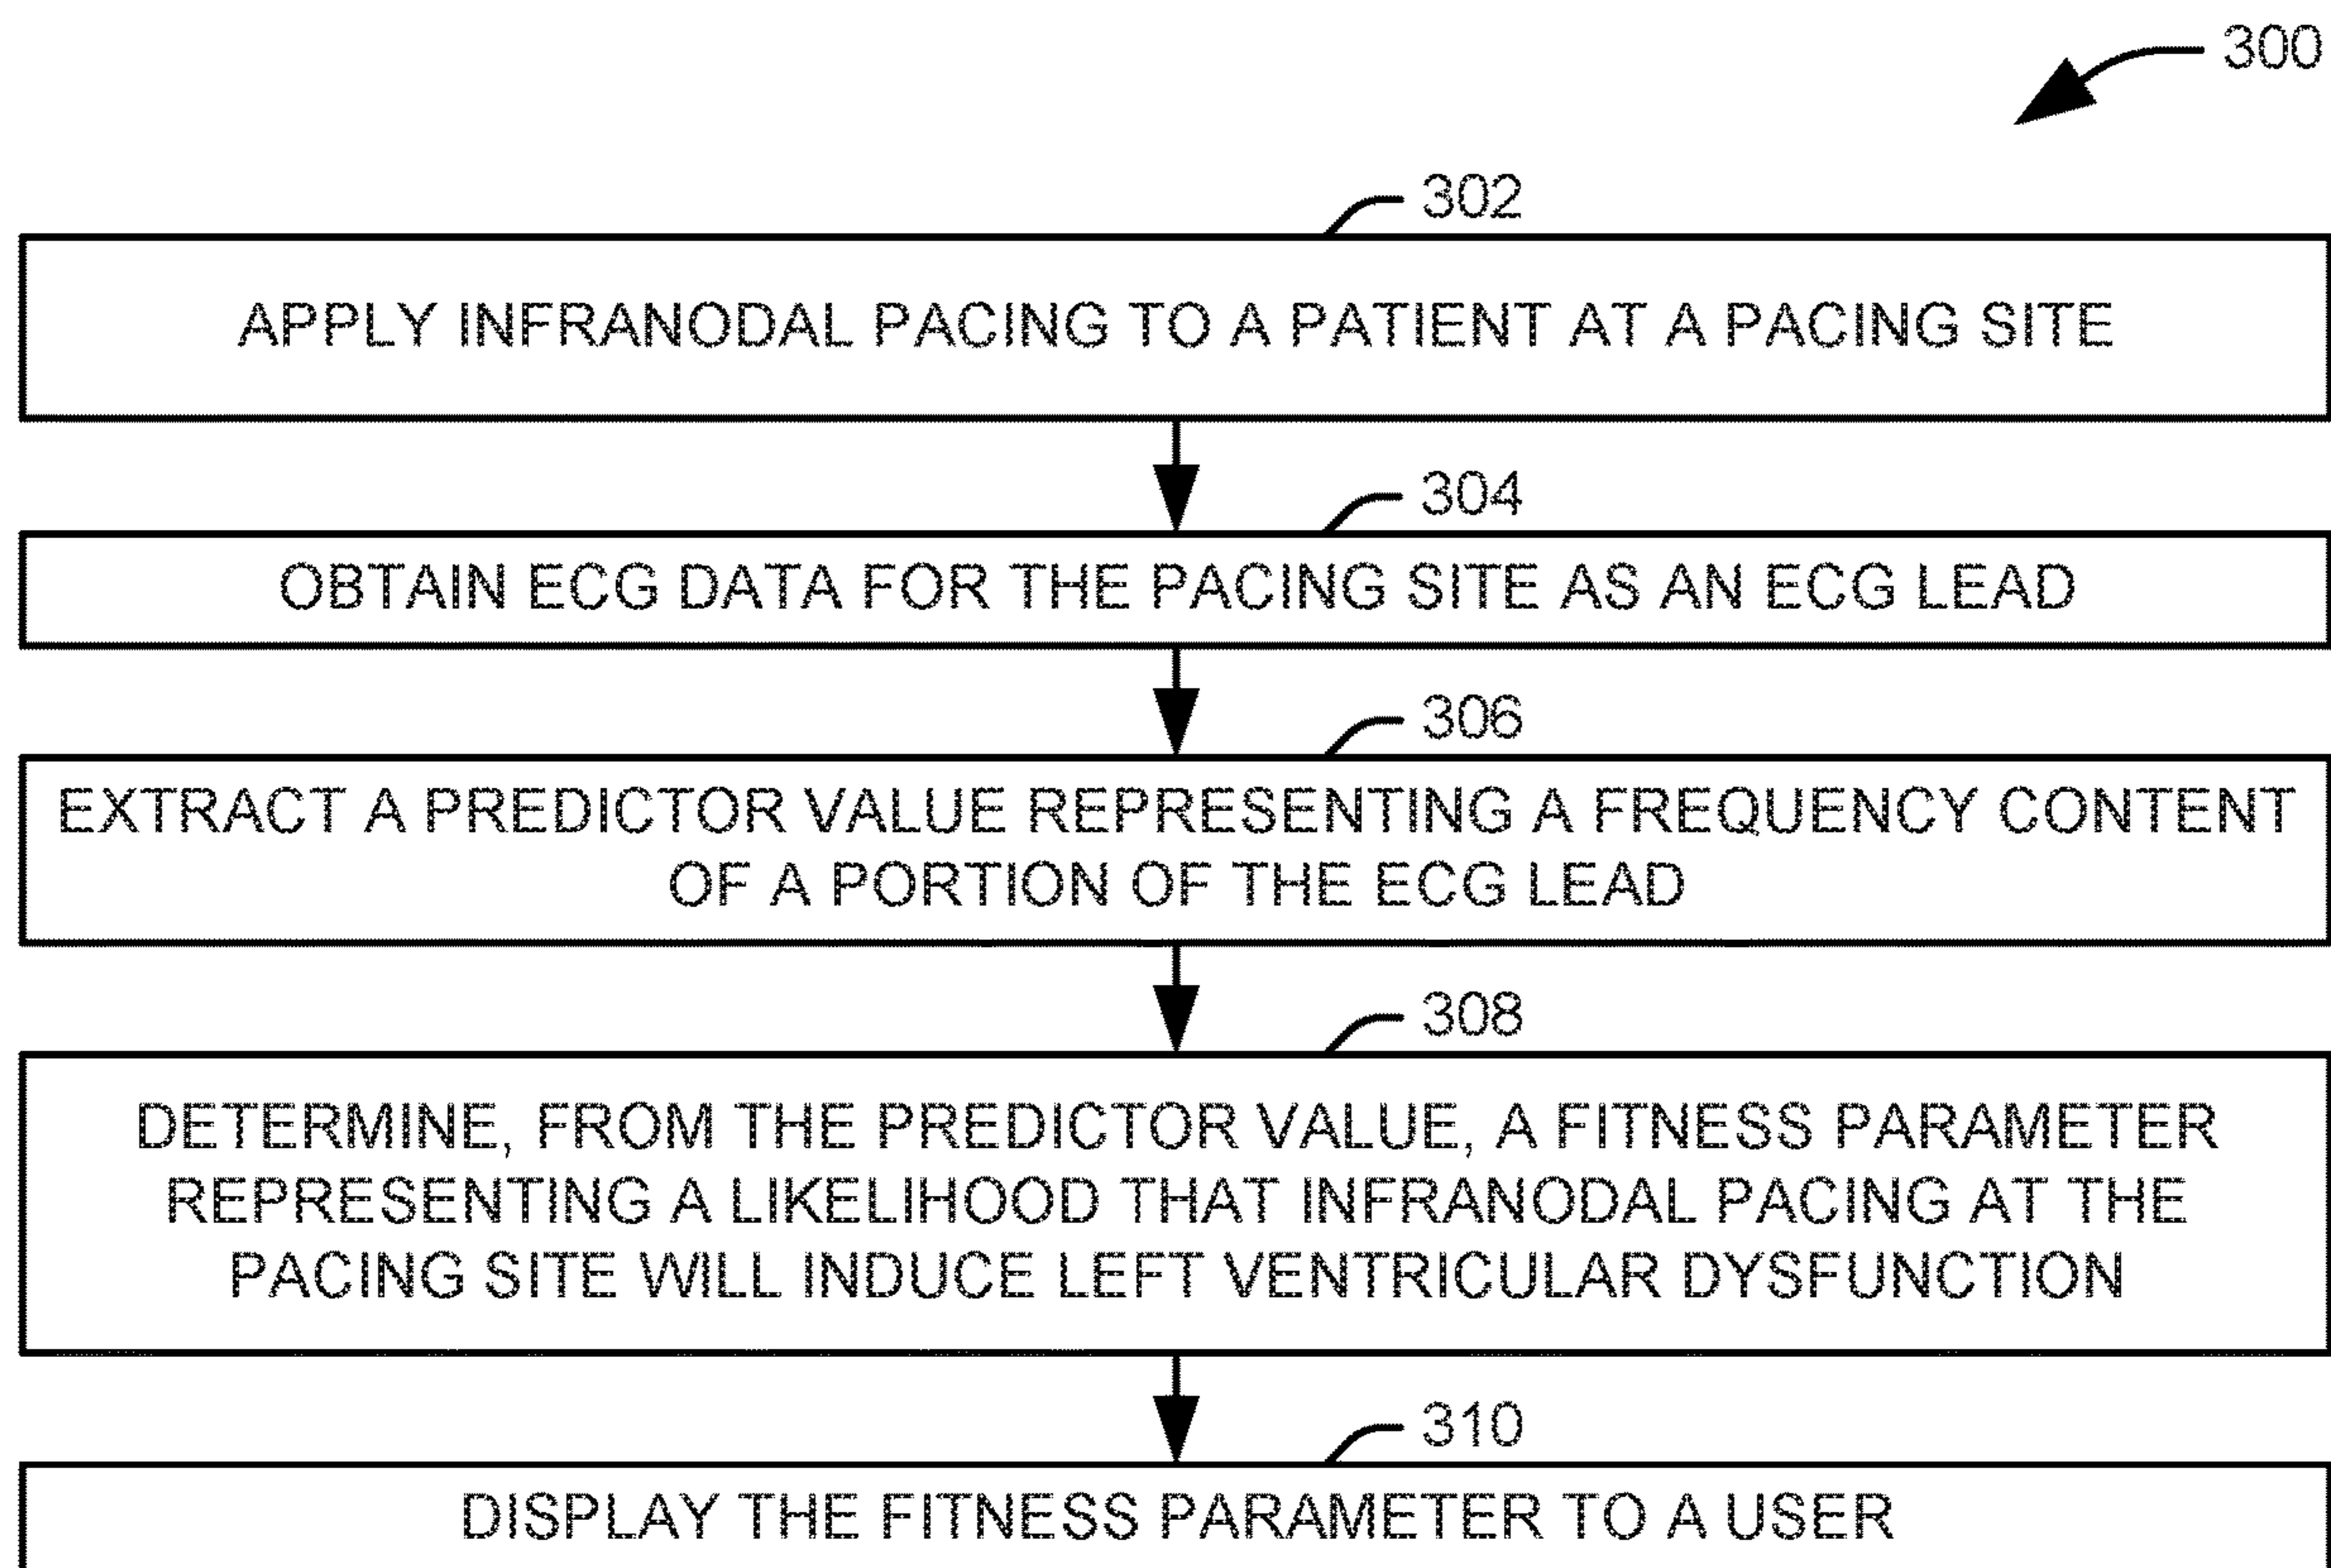 300
302
APPLY INFRANODAL PACING TO A PATIENT AT A PACING SITE
304
OBTAIN ECG DATA FOR THE PACING SITE AS AN ECG LEAD
306
EXTRACT A PREDICTOR VALUE REPRESENTING A FREQUENCY CONTENT
OF A PORTION OF THE ECG LEAD
308
DETERMINE, FROM THE PREDICTOR VALUE, A FITNESS PARAMETER
REPRESENTING A LIKELIHOOD THAT INFRANODAL PACING AT THE
PACING SITE WILL INDUCE LEFT VENTRICULAR DYSFUNCTION
310
DISPLAY THE FITNESS PARAMETER TO A USER